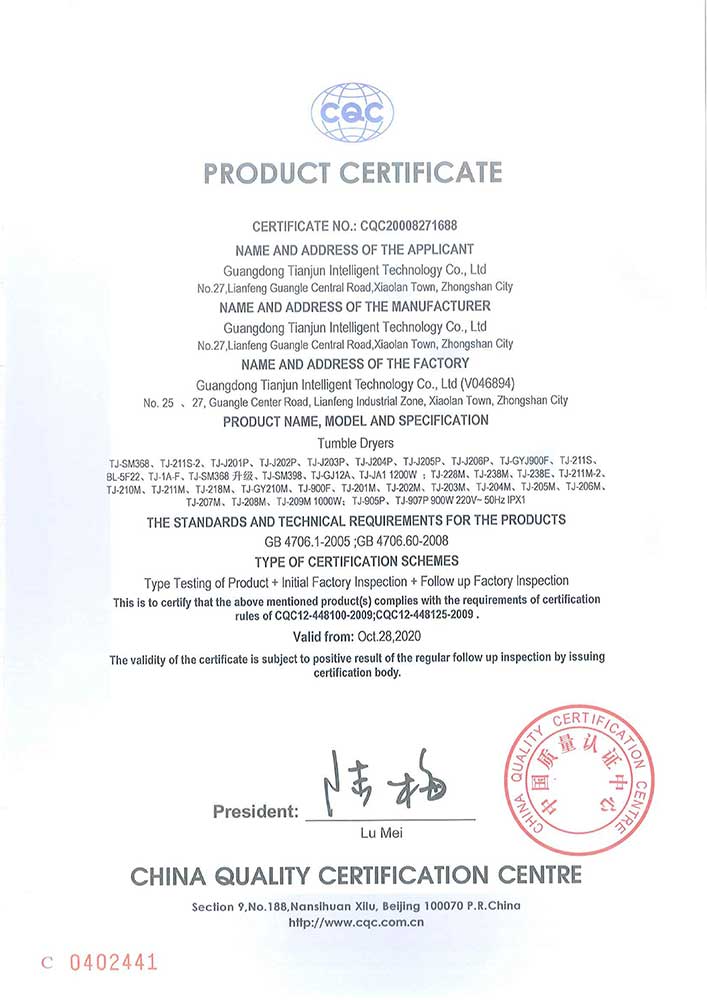 CQC
PRODUCT CERTIFICATE
CERTIFICATE NO.: CQC20008271688
NAME AND ADDRESS OF THE APPLICANT
Guangdong Tianjun Intelligent Technology Co., Ltd
No.27,Lianfeng Guangle Central Road,Xiaolan Town, Zhongshan City
NAME AND ADDRESS OF THE MANUFACTURER
Guangdong Tianjun Intelligent Technology Co., Ltd
No.27,Lianfeng Guangle Central Road,Xiaolan Town, Zhongshan City
NAME AND ADDRESS OF THE FACTORY
Guangdong Tianjun Intelligent Technology Co., Ltd (V046894)
No. 25 、 27, Guangle Center Road, Lianfeng Industrial Zone, Xiaolan Town, Zhongshan City
PRODUCT NAME, MODEL AND SPECIFICATION
Tumble Dryers
TJ-SM368、TJ-211S-2、TJ-J201P、TJ-J202P、TJ-J203P、TJ-J204P、TJ-J205P、TJ-J206P、TJ-GYJ900F、TJ-211S、
BL-5F22、TJ-1A-F、TJ-SM368 升级、TJ-SM398、TJ-GJ12A、TJ-JA1 1200W ; TJ-228M、TJ-238M、TJ-238E、TJ-211M-2、
TJ-210M、TJ-211M、TJ-218M、TJ-GY210M、TJ-900F、TJ-201M、TJ-202M、TJ-203M、TJ-204M、TJ-205M、TJ-206M、
TJ-207M、TJ-208M、TJ-209M 1000W; TJ-905P、TJ-907P 900W 220V~ 50Hz IPX1
THE STANDARDS AND TECHNICAL REQUIREMENTS FOR THE PRODUCTS
GB 4706.1-2005 ;GB 4706.60-2008
TYPE OF CERTIFICATION SCHEMES
Type Testing of Product + Initial Factory Inspection + Follow up Factory Inspection
This is to certify that the above mentioned product(s) complies with the requirements of certification
rules of CQC12-448100-2009;CQC12-448125-2009 .
Valid from: Oct.28,2020
The validity of the certificate is subject to positive result of the regular follow up inspection by issuing
certification body.
CHINA QUALITY CERTIFICATION CENTRE
中国质量认证中心
President: 陆梅
Lu Mei
CHINA QUALITY CERTIFICATION CENTRE
Section 9,No.188,Nansihuan Xilu, Beijing 100070 P.R.China
http://www.cqc.com.cn
C 0402441